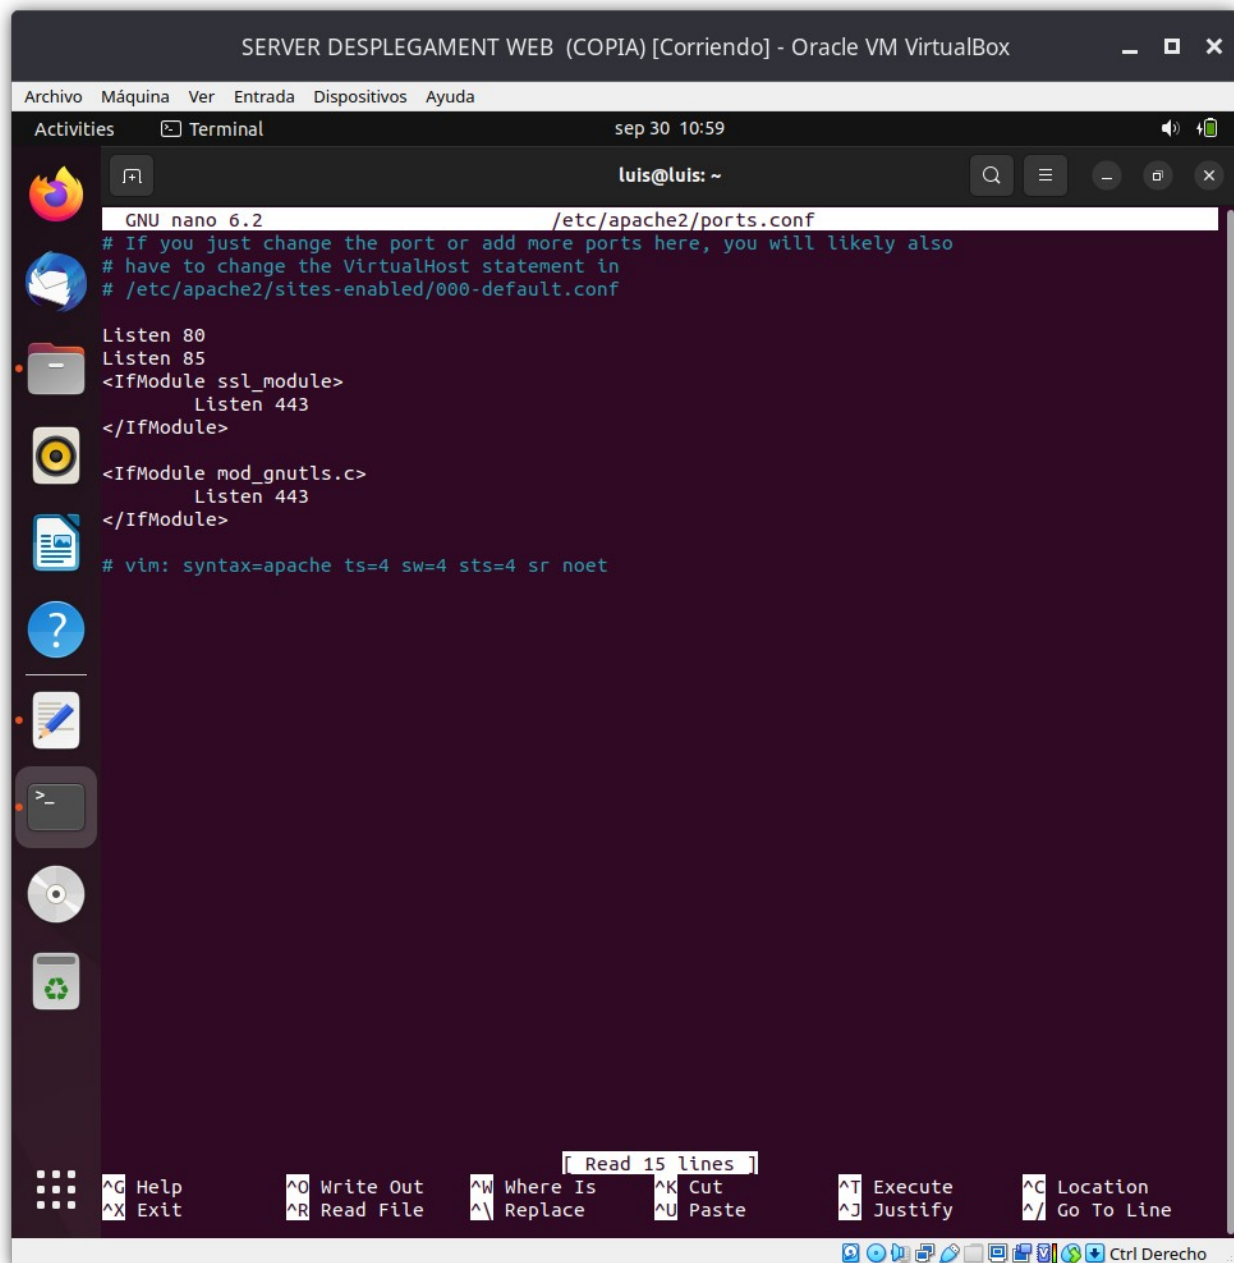 SERVER DESPLEGAMENT WEB (COPIA) [Corriendo] - Oracle VM VirtualBox
Archivo Máquina Ver Entrada Dispositivos Ayuda
Activities Terminal sep 30 10:59
luis@luis: ~
GNU nano 6.2 /etc/apache2/ports.conf
# If you just change the port or add more ports here, you will likely also
# have to change the VirtualHost statement in
# /etc/apache2/sites-enabled/000-default.conf
Listen 80
Listen 85
<IfModule ssl_module>
        Listen 443
</IfModule>
<IfModule mod_gnutls.c>
        Listen 443
</IfModule>
# vim: syntax=apache ts=4 sw=4 sts=4 sr noet
[ Read 15 lines ]
^G Help ^O Write Out ^W Where Is ^K Cut ^T Execute ^C Location
^X Exit ^R Read File ^\ Replace ^U Paste ^J Justify ^/ Go To Line
Ctrl Derecho